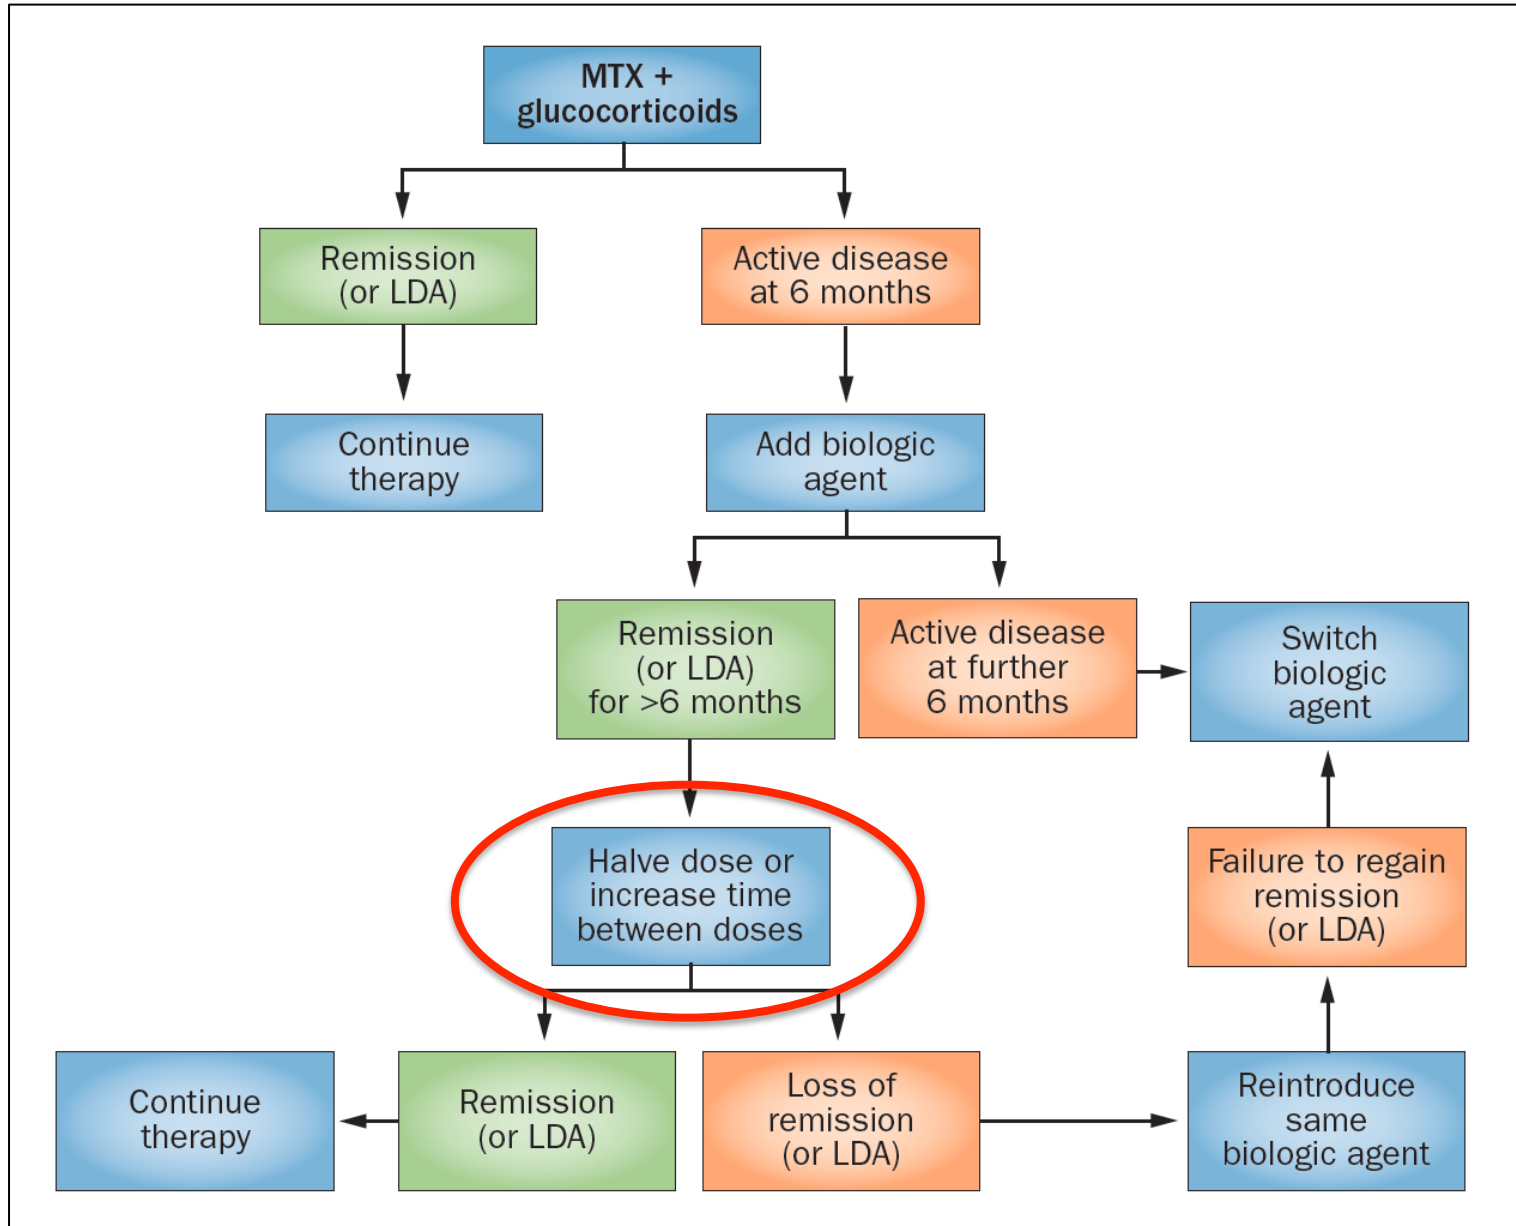 MTX +
glucocorticoids
Remission
(or LDA)
Active disease
at 6 months
Continue
therapy
Add biologic
agent
Remission
(or LDA)
for >6 months
Active disease
at further
6 months
Switch
biologic
agent
Halve dose or
increase time
between doses
Failure to regain
remission
(or LDA)
Continue
therapy
Remission
(or LDA)
Loss of
remission
(or LDA)
Reintroduce
same
biologic agent